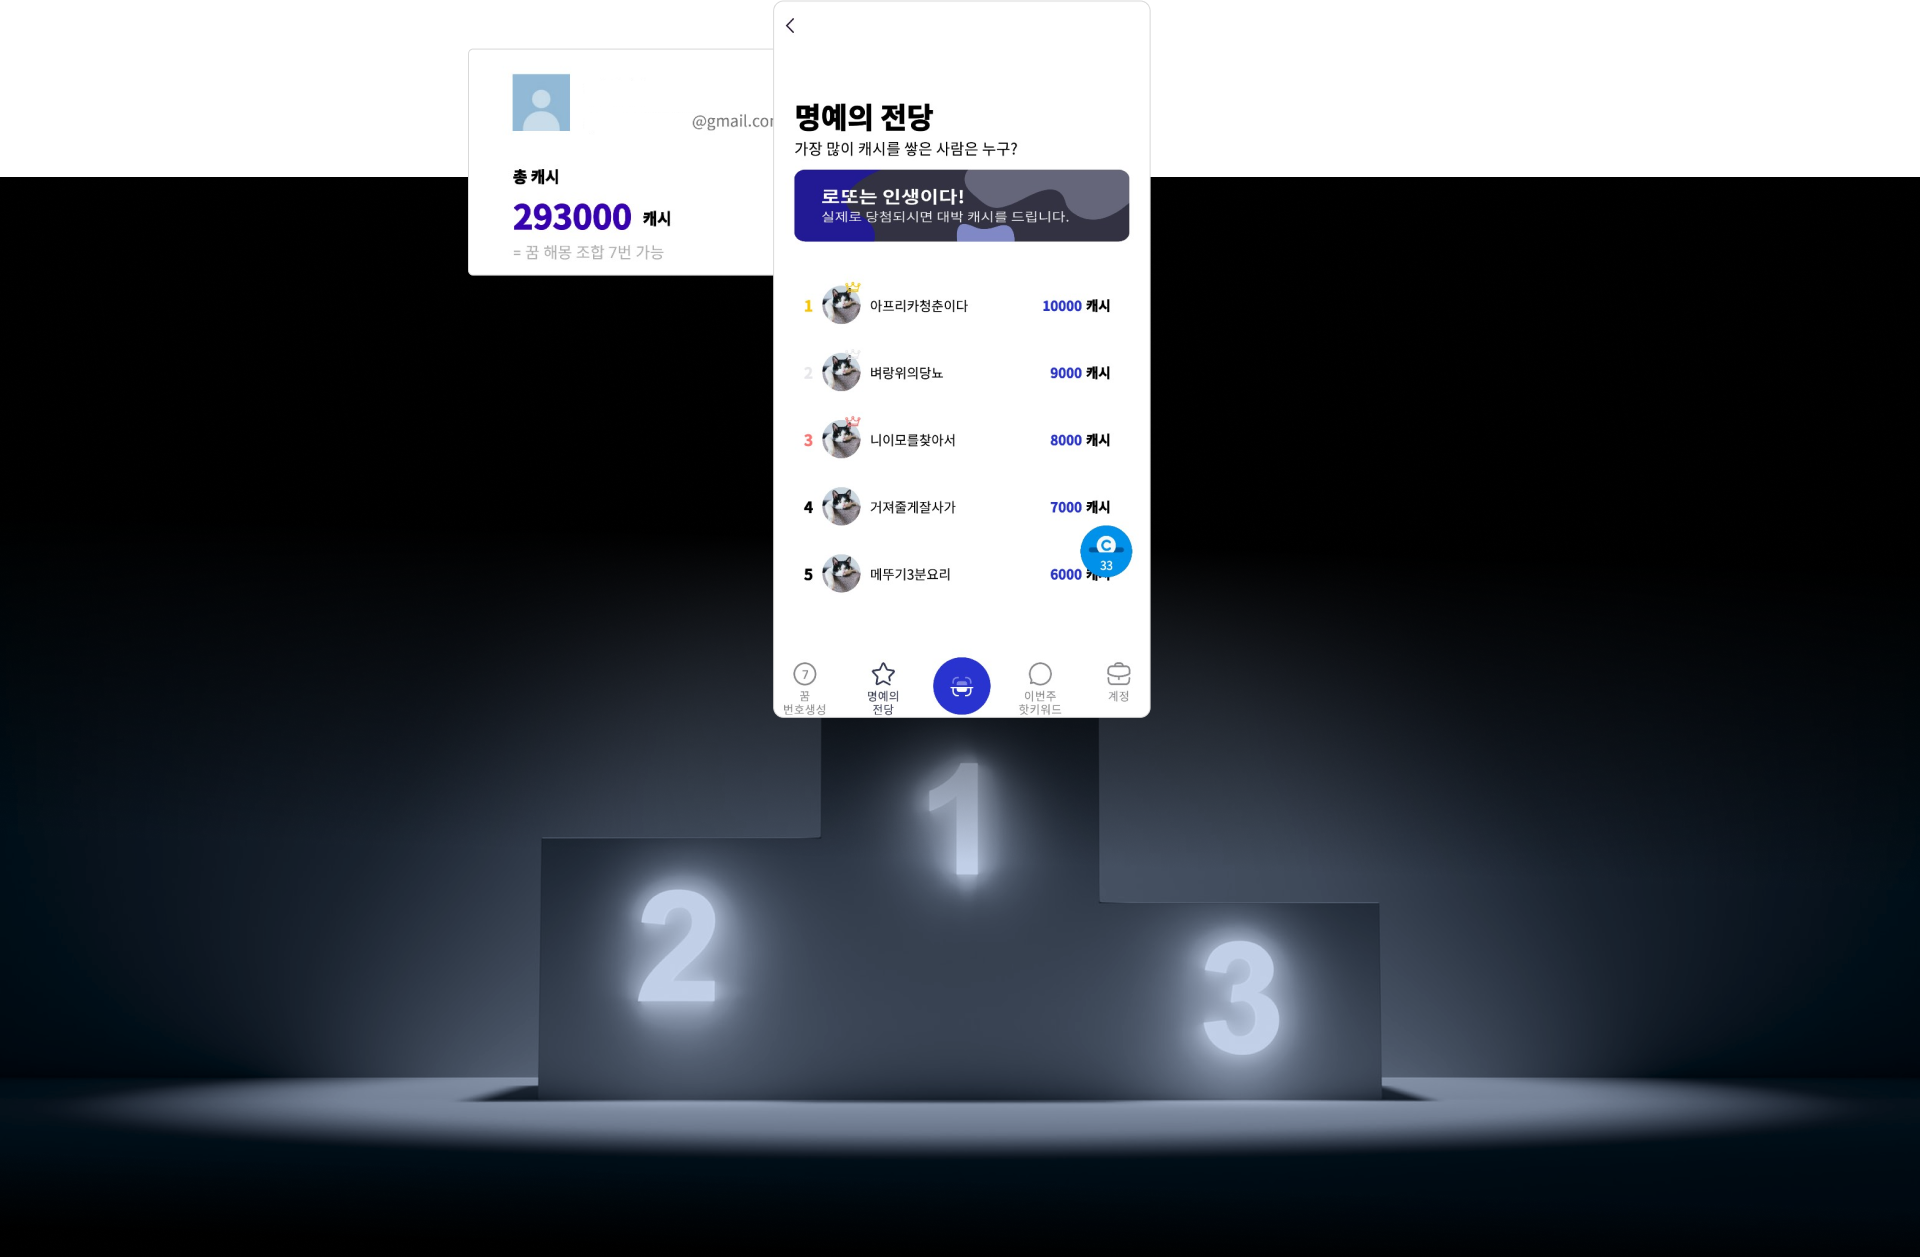 @gmail.com
총 캐시
293000 캐시
= 꿈 해몽 조합 7번 가능
명예의 전당
가장 많이 캐시를 쌓은 사람은 누구?
로또는 인생이다!
실제로 당첨되시면 대박 캐시를 드립니다.
1 아프리카청춘이다 10000 캐시
2 벼랑위의당뇨 9000 캐시
3 니이모를찾아서 8000 캐시
4 거져줄게잘사가 7000 캐시
C
33
5 메뚜기3분요리 6000 캐시
7
꿈
번호생성
명예의
전당
이번주
핫키워드
계정
1
2
3